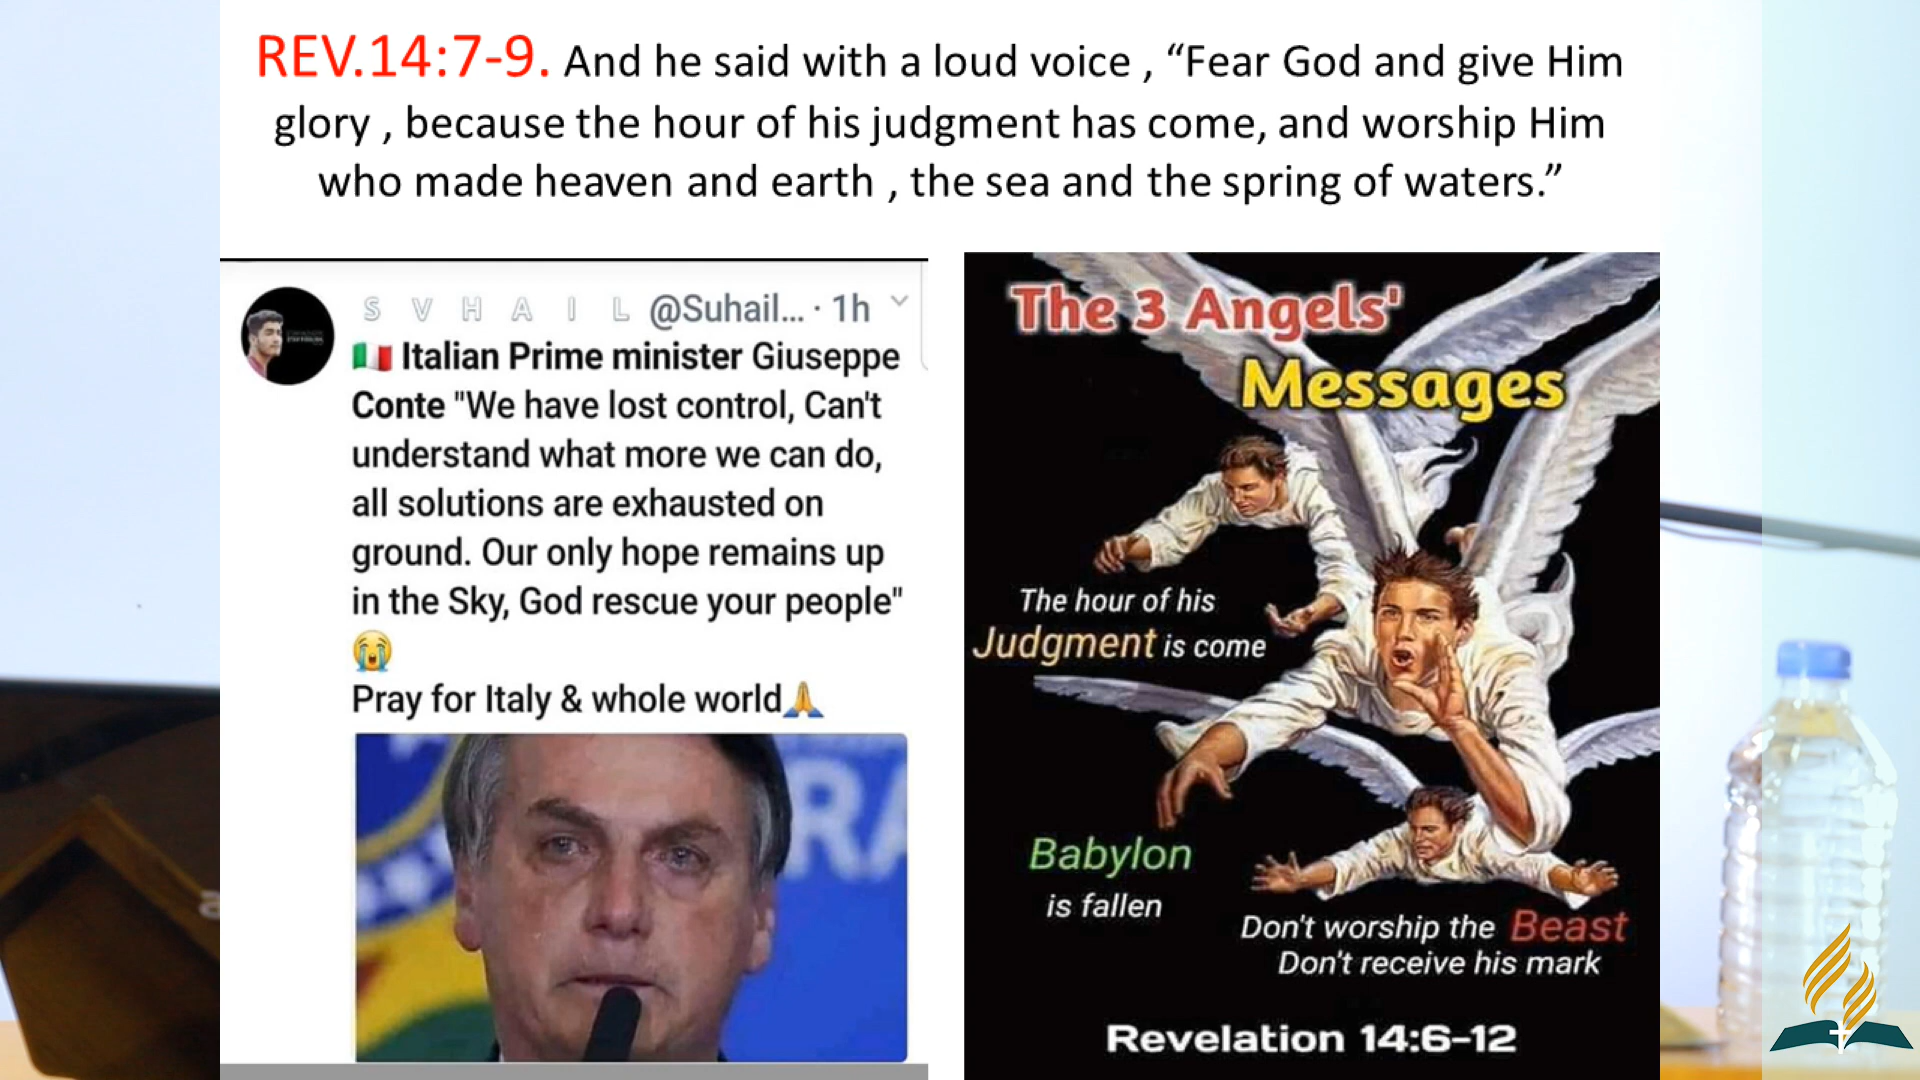 REV.14:7-9. And he said with a loud voice , “Fear God and give Him
glory , because the hour of his judgment has come, and worship Him
who made heaven and earth , the sea and the spring of waters.”
S V H A I L @Suhail... · 1h
🇮🇹 Italian Prime minister Giuseppe
Conte "We have lost control, Can't
understand what more we can do,
all solutions are exhausted on
ground. Our only hope remains up
in the Sky, God rescue your people"
😭
Pray for Italy & whole world🙏
RA
The 3 Angels'
Messages
The hour of his
Judgment is come
Babylon
is fallen
Don't worship the Beast
Don't receive his mark
Revelation 14:6–12